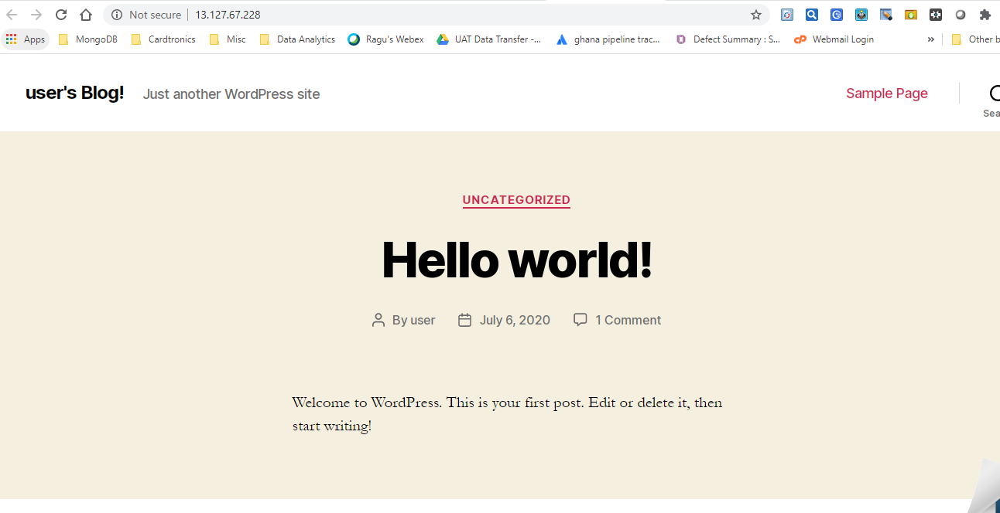 Not secure 13.127.67.228
Apps MongoDB Cardtronics Misc Data Analytics Ragu's Webex UAT Data Transfer -... ghana pipeline trac... Defect Summary : S... Webmail Login » Other b
user's Blog! Just another WordPress site Sample Page
Sea
UNCATEGORIZED
Hello world!
By user July 6, 2020 1 Comment
Welcome to WordPress. This is your first post. Edit or delete it, then
start writing!